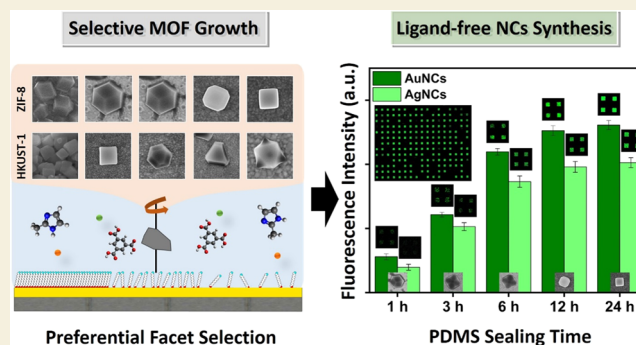 Selective MOF Growth
ZIF-8
HKUST-1
Preferential Facet Selection
Ligand-free NCs Synthesis
Fluorescence Intensity (a.u.)
AuNCs
AgNCs
1 h 3 h 6 h 12 h 24 h
PDMS Sealing Time